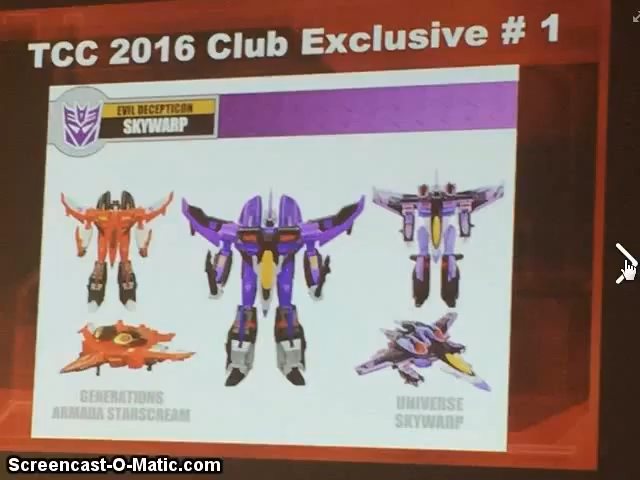 TCC 2016 Club Exclusive # 1
EVIL DECEPTICON
SKYWARP
GENERATIONS
ARMADA STARSCREAM
UNIVERSE
SKYWARP
Screencast-O-Matic.com